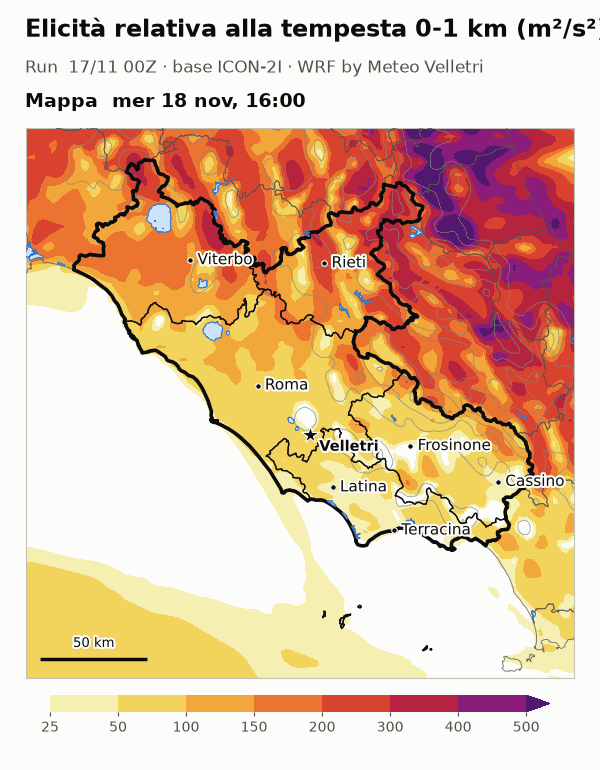 Elicità relativa alla tempesta 0-1 km (m²/s²)
Run  17/11 00Z · base ICON-2I · WRF by Meteo Velletri
Mappa  mer 18 nov, 16:00
Viterbo
Rieti
Roma
Velletri
Frosinone
Latina
Cassino
Terracina
50 km
25 50 100 150 200 300 400 500